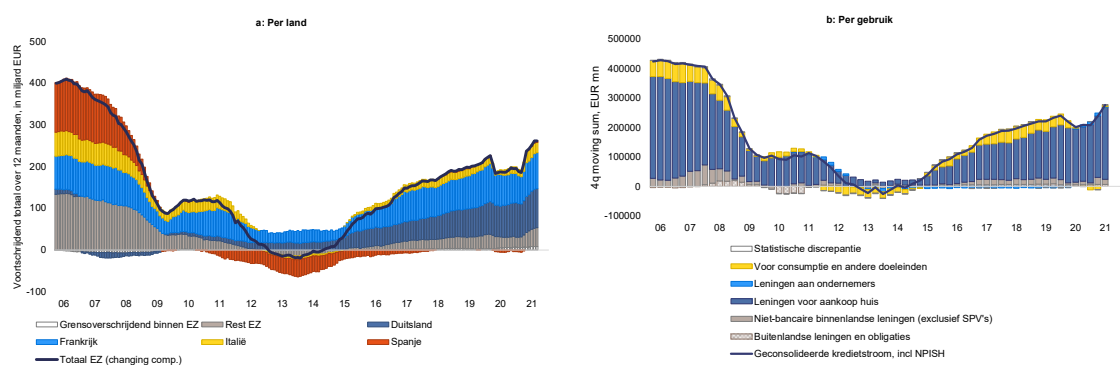 a: Per land
Voortschrijdend totaal over 12 maanden, in miljard EUR
500
400
300
200
100
0
-100
06 07 08 09 10 11 12 13 14 15 16 17 18 19 20 21
Grensoverschrijdend binnen EZ Rest EZ Duitsland
Frankrijk Italië Spanje
Totaal EZ (changing comp.)
b: Per gebruik
4 q moving sum, EUR mn
500000
400000
300000
200000
100000
0
-100000
06 07 08 09 10 11 12 13 14 15 16 17 18 19 20 21
Statistische discrepantie
Voor consumptie en andere doeleinden
Leningen aan ondernemers
Leningen voor aankoop huis
Niet-bancaire binnenlandse leningen (exclusief SPV's)
Buitenlandse leningen en obligaties
Geconsolideerde kredietstroom, incl NPISH